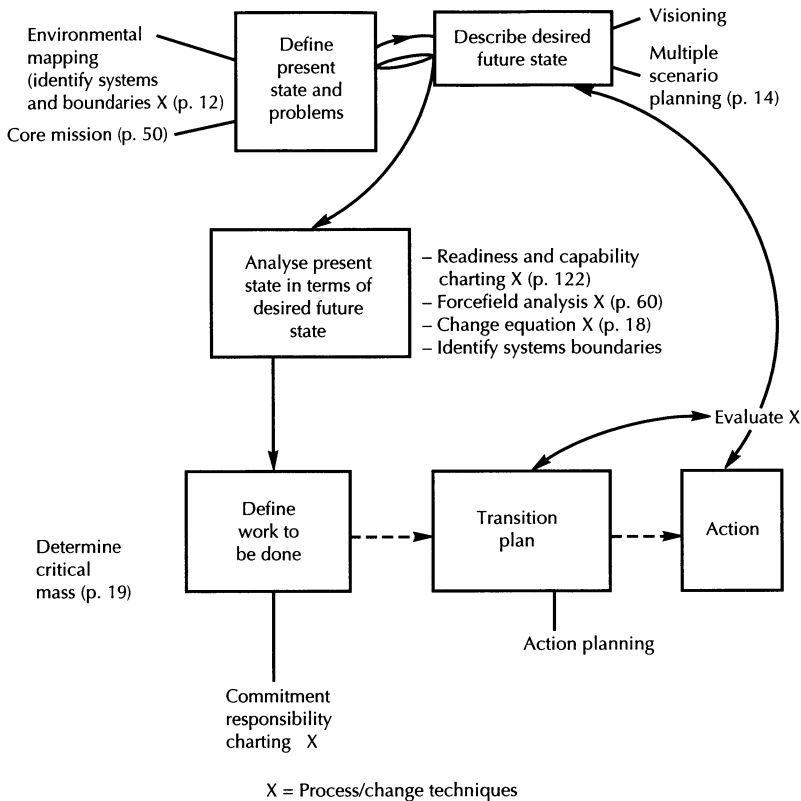 Environmental
mapping
(identify systems
and boundaries X (p. 12)
Core mission (p. 50)
Define
present
state and
problems
Describe desired
future state
Visioning
Multiple
scenario
planning (p. 14)
Analyse present
state in terms of
desired future
state
– Readiness and capability
charting X (p. 122)
– Forcefield analysis X (p. 60)
– Change equation X (p. 18)
– Identify systems boundaries
Evaluate X
Determine
critical
mass (p. 19)
Define
work to
be done
Transition
plan
Action
Action planning
Commitment
responsibility
charting X
X = Process/change techniques